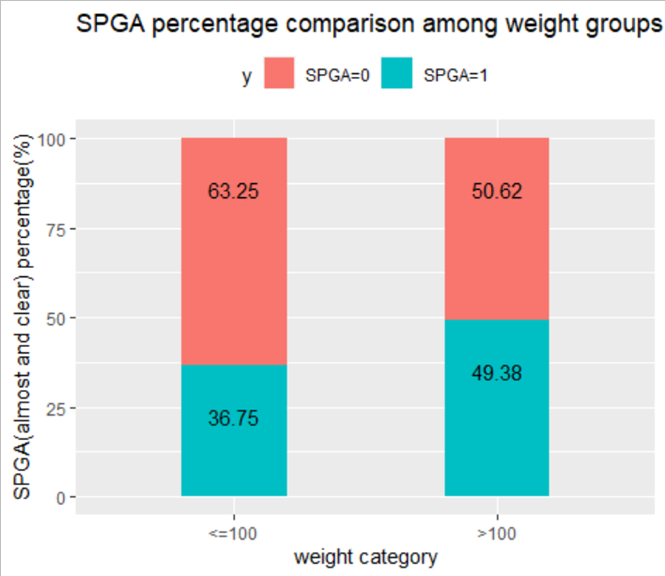 SPGA percentage comparison among weight groups
y SPGA=0 SPGA=1
SPGA(almost and clear) percentage(%)
100
75
50
25
0
63.25
50.62
36.75
49.38
<=100
>100
weight category